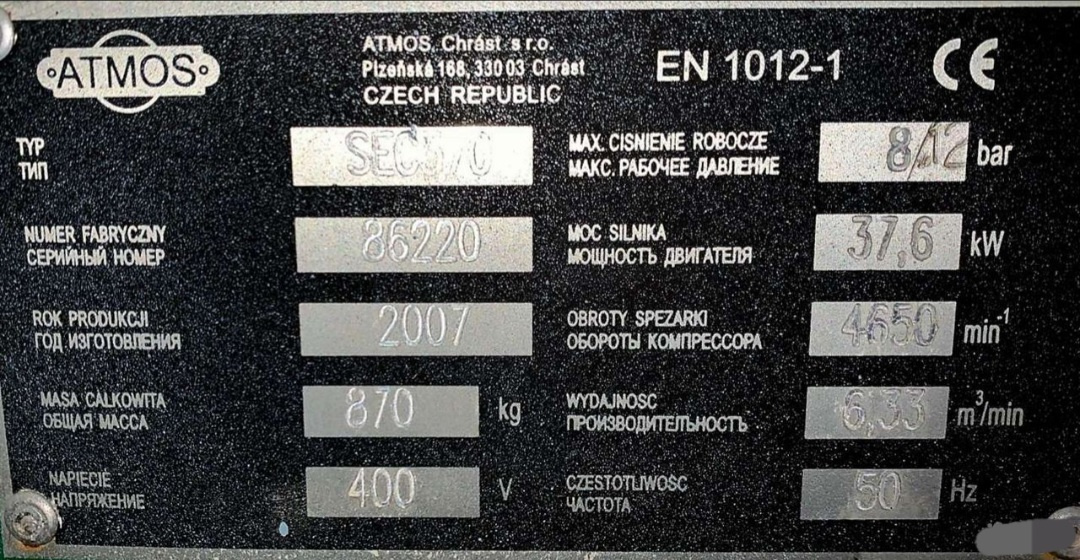 ATMOS
ATMOS, Chrást s r.o.
Plzeňská 168, 330 03 Chrást
CZECH REPUBLIC
EN 1012-1
CE
TYP
ТИП
SEC570
MAX. CISNIENIE ROBOCZE
МАКС. РАБОЧЕЕ ДАВЛЕНИЕ
8/12 bar
NUMER FABRYCZNY
СЕРИЙНЫЙ НОМЕР
86220
MOC SILNIKA
МОЩНОСТЬ ДВИГАТЕЛЯ
37,6 kW
ROK PRODUKCJI
ГОД ИЗГОТОВЛЕНИЯ
2007
OBROTY SPEZARKI
ОБОРОТЫ КОМПРЕССОРА
4650 min⁻¹
MASA CALKOWITA
ОБЩАЯ МАССА
870 kg
WYDAJNOSC
ПРОИЗВОДИТЕЛЬНОСТЬ
6,33 m³/min
NAPIECIE
НАПРЯЖЕНИЕ
400 V
CZESTOTLIWOSC
ЧАСТОТА
50 Hz